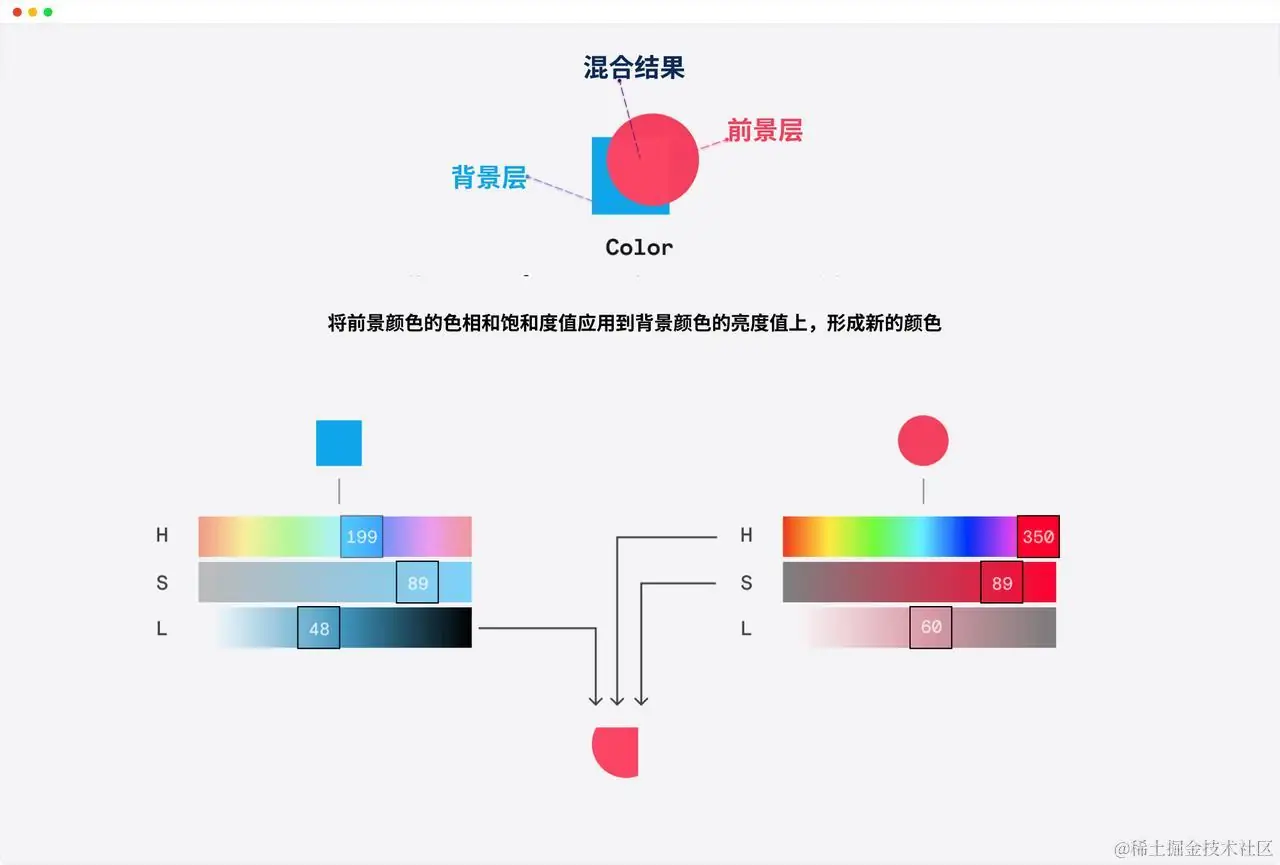 混合结果
前景层
背景层
Color
将前景颜色的色相和饱和度值应用到背景颜色的亮度值上，形成新的颜色
H 199
S 89
L 48
H 350
S 89
L 60
@稀土掘金技术社区